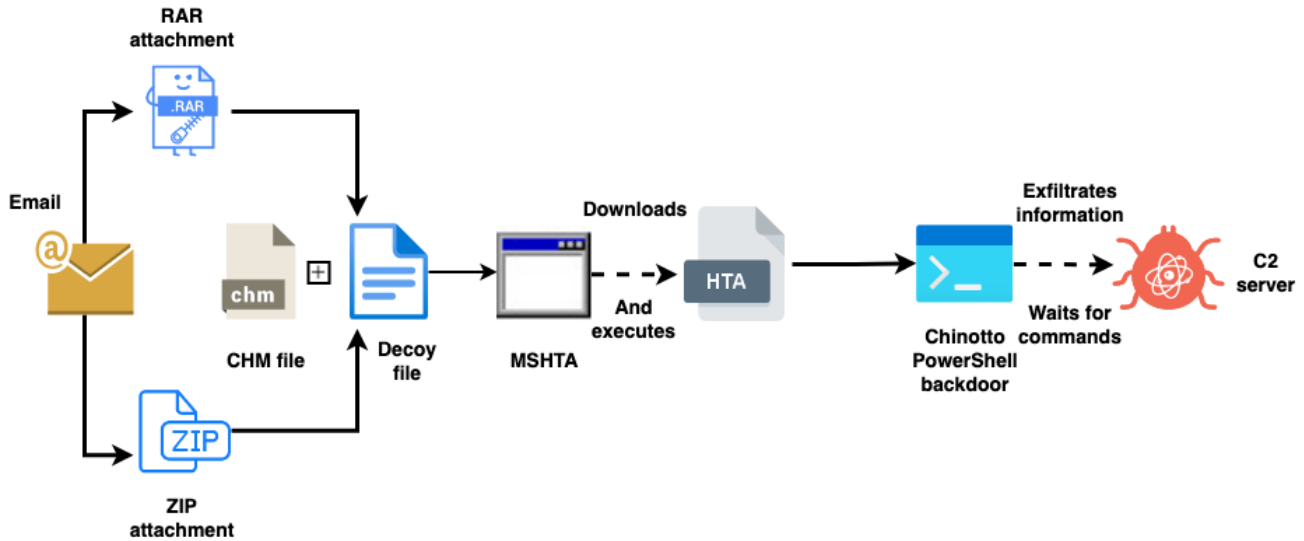 RAR
attachment
.RAR
Email
@
chm
CHM file
Decoy
file
MSHTA
Downloads
And
executes
HTA
Chinotto
PowerShell
backdoor
Exfiltrates
information
Waits for
commands
C2
server
ZIP
ZIP
attachment